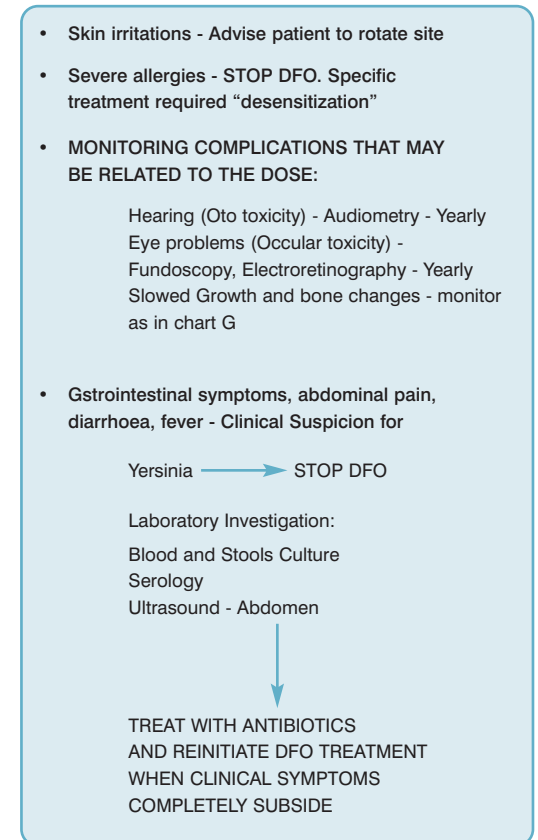 • Skin irritations - Advise patient to rotate site
• Severe allergies - STOP DFO. Specific
treatment required “desensitization”
• MONITORING COMPLICATIONS THAT MAY
BE RELATED TO THE DOSE:
Hearing (Oto toxicity) - Audiometry - Yearly
Eye problems (Occular toxicity) -
Fundoscopy, Electroretinography - Yearly
Slowed Growth and bone changes - monitor
as in chart G
• Gstrointestinal symptoms, abdominal pain,
diarrhoea, fever - Clinical Suspicion for
Yersinia STOP DFO
Laboratory Investigation:
Blood and Stools Culture
Serology
Ultrasound - Abdomen
TREAT WITH ANTIBIOTICS
AND REINITIATE DFO TREATMENT
WHEN CLINICAL SYMPTOMS
COMPLETELY SUBSIDE